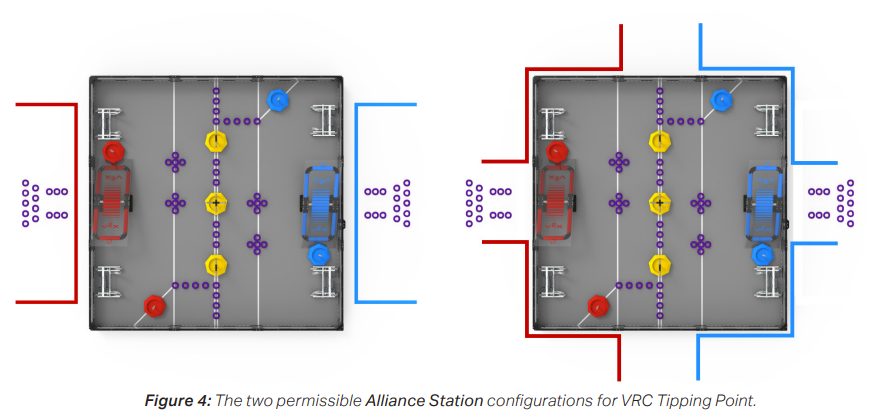 Figure 4: The two permissible Alliance Station configurations for VRC Tipping Point.